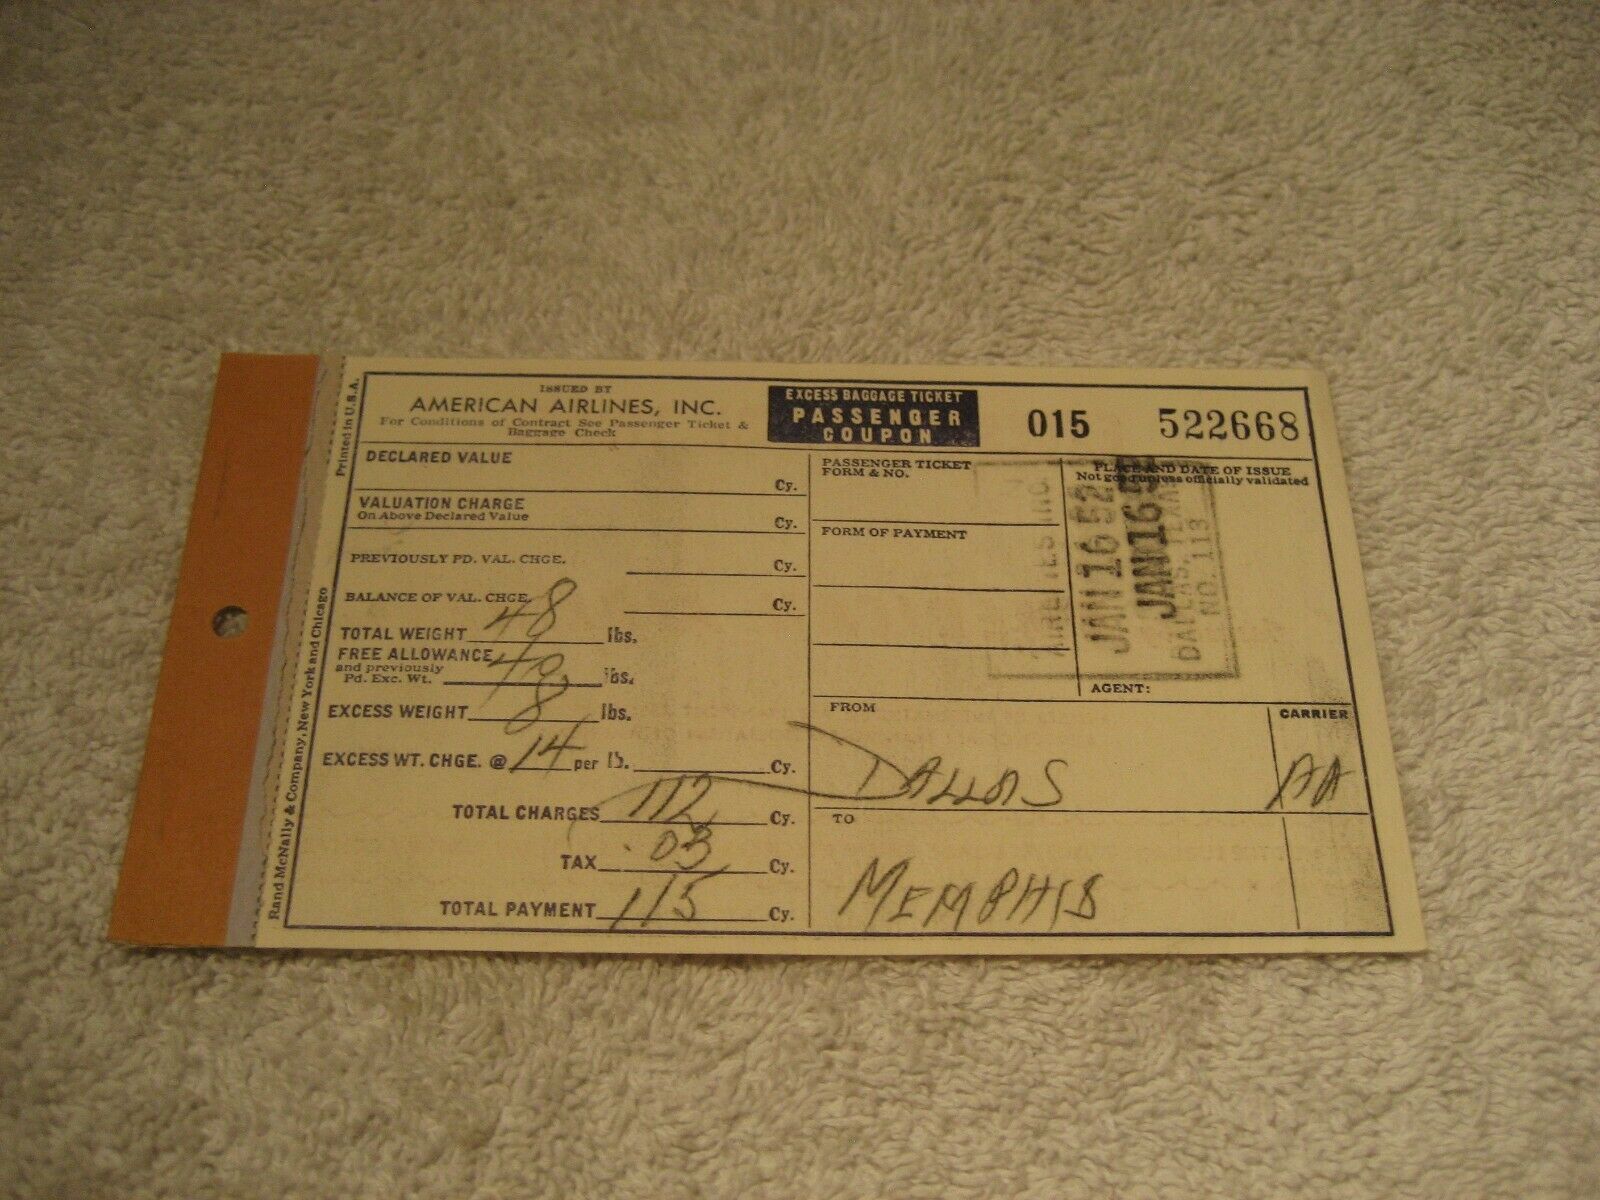 Printed in U.S.A.
Rand McNally & Company, New York and Chicago
ISSUED BY
AMERICAN AIRLINES, INC.
For Conditions of Contract See Passenger Ticket &
Baggage Check
EXCESS BAGGAGE TICKET
PASSENGER
COUPON
015 522668
DECLARED VALUE
Cy.
VALUATION CHARGE
On Above Declared Value
Cy.
PREVIOUSLY PD. VAL. CHGE.
Cy.
BALANCE OF VAL. CHGE.
Cy.
TOTAL WEIGHT 48 lbs.
FREE ALLOWANCE
and previously
Pd. Exc. Wt. 40 lbs.
EXCESS WEIGHT 8 lbs.
EXCESS WT. CHGE. @ 14 per lb. Cy.
TOTAL CHARGES 112 Cy.
TAX .03 Cy.
TOTAL PAYMENT 115 Cy.
PASSENGER TICKET
FORM & NO.
FORM OF PAYMENT
PLACE AND DATE OF ISSUE
Not good unless officially validated
JAN 16 52
JAN 16
DALLAS, TEXAS
NO. 113
AGENT:
FROM
CARRIER
DALLAS AA
TO
MEMPHIS